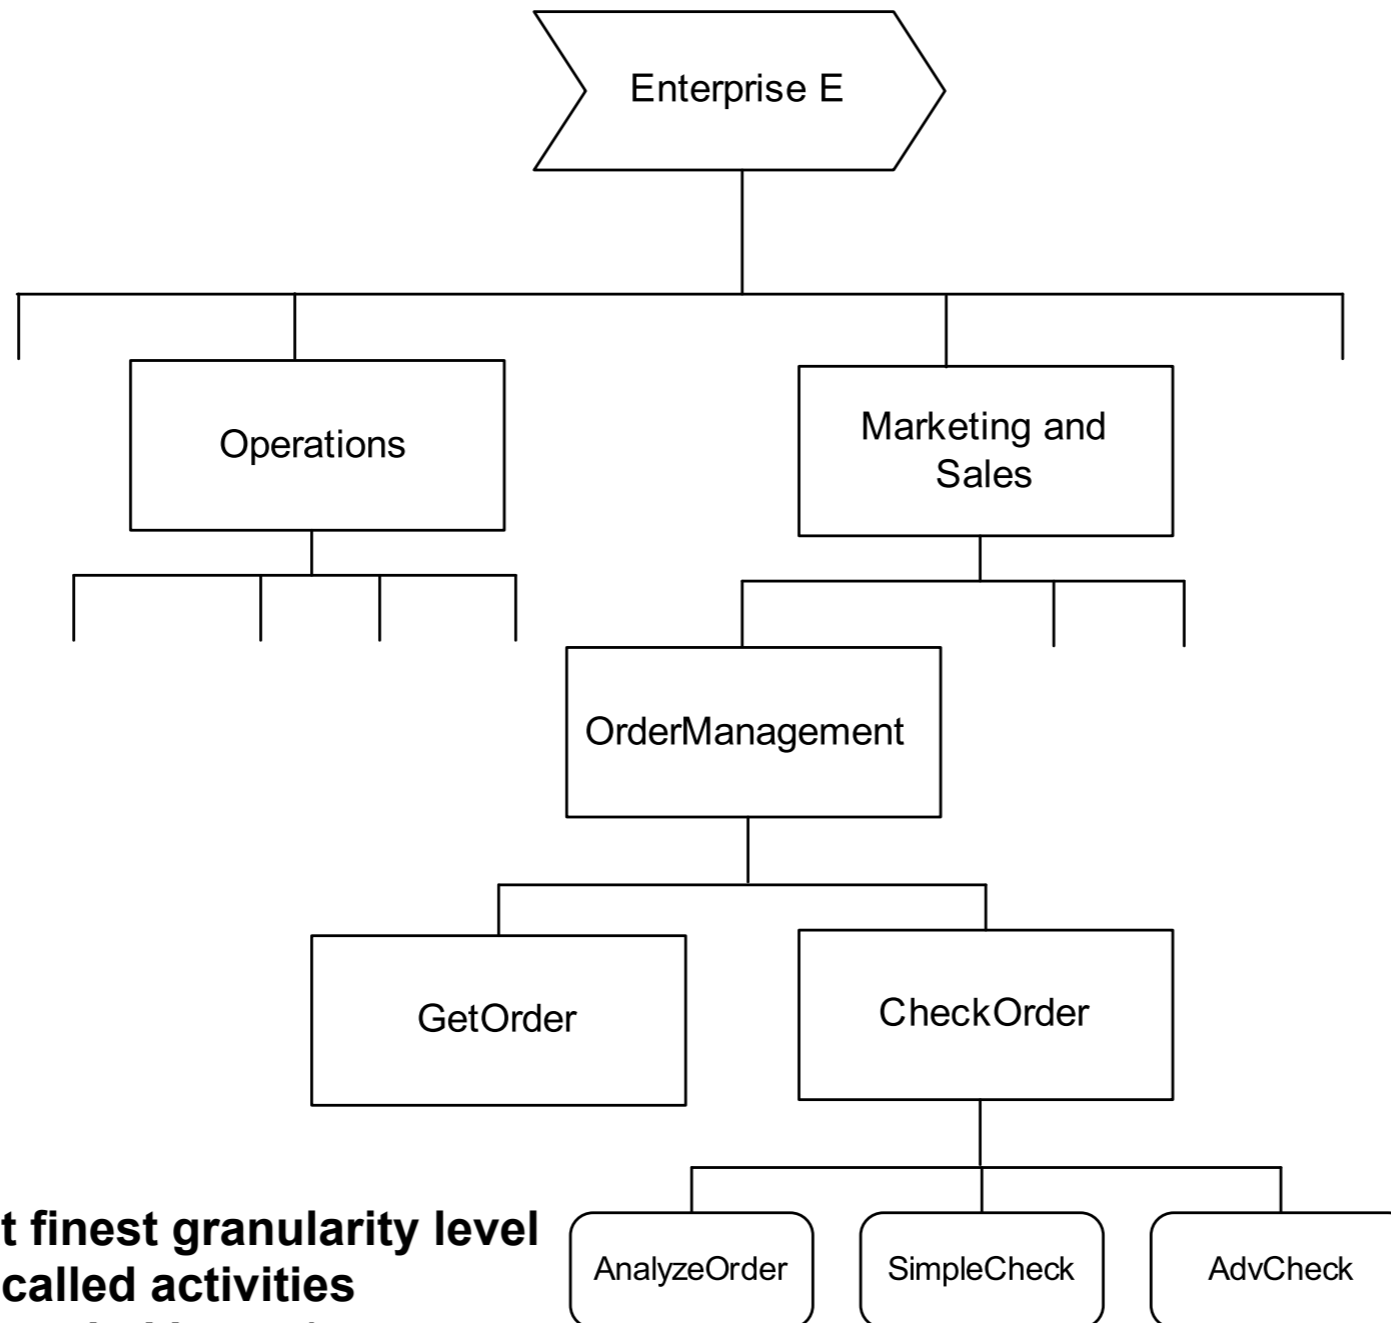 Enterprise E
Operations
Marketing and
Sales
OrderManagement
GetOrder
CheckOrder
t finest granularity level
called activities
AnalyzeOrder
SimpleCheck
AdvCheck